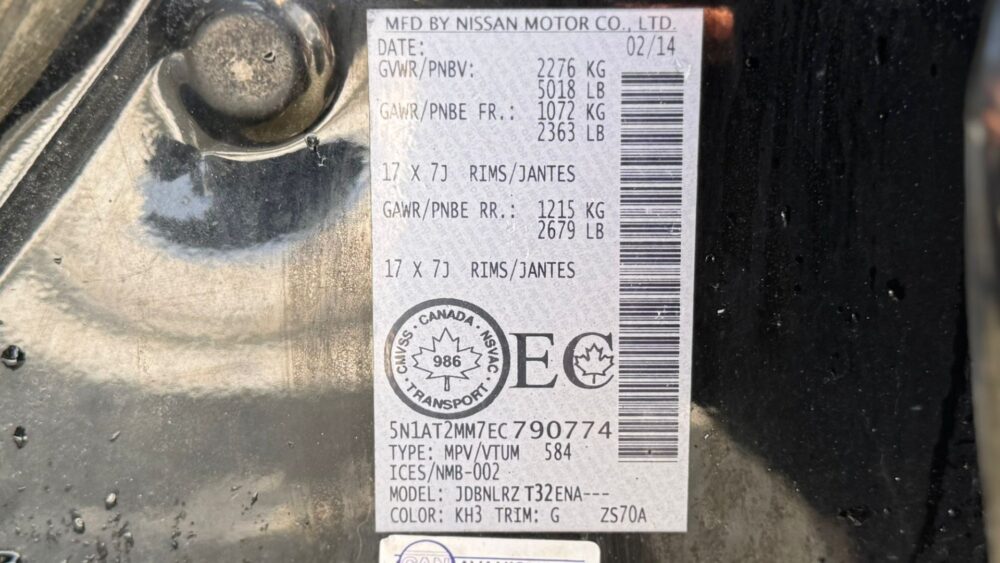 MFD BY NISSAN MOTOR CO., LTD.
DATE: 02/14
GVWR/PNBV: 2276 KG
5018 LB
GAWR/PNBE FR.: 1072 KG
2363 LB
17 X 7J RIMS/JANTES
GAWR/PNBE RR.: 1215 KG
2679 LB
17 X 7J RIMS/JANTES
CMVSS · CANADA · NSVAC
986
TRANSPORT
EC
5N1AT2MM7EC790774
TYPE: MPV/VTUM 584
ICES/NMB-002
MODEL: JDBNLRZ T32ENA---
COLOR: KH3 TRIM: G ZS70A